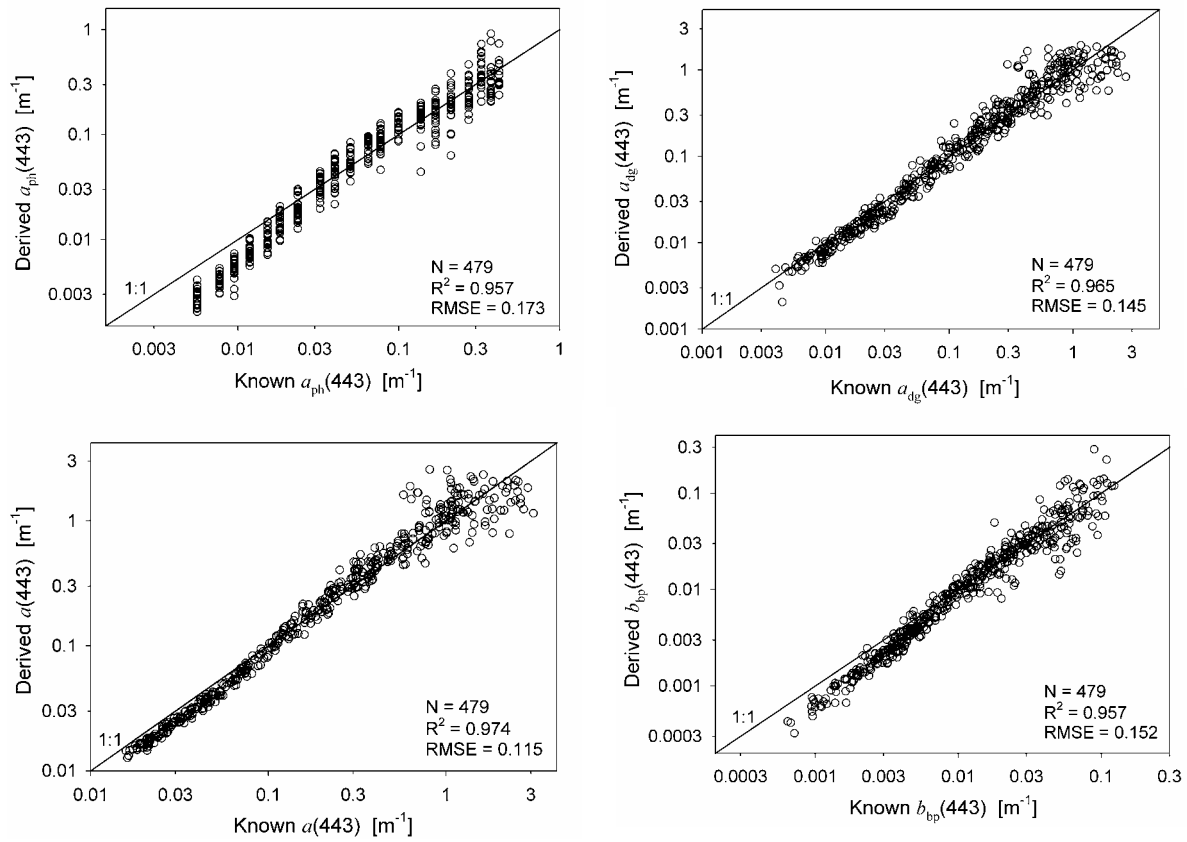 1
0.3
0.1
0.03
0.01
0.003
Derived aph(443) [m-1]
1:1
N = 479
R2 = 0.957
RMSE = 0.173
0.003 0.01 0.03 0.1 0.3 1
Known aph(443) [m-1]
3
1
0.3
0.1
0.03
0.01
0.003
0.001
Derived adg(443) [m-1]
1:1
N = 479
R2 = 0.965
RMSE = 0.145
0.001 0.003 0.01 0.03 0.1 0.3 1 3
Known adg(443) [m-1]
3
1
0.3
0.1
0.03
0.01
Derived a(443) [m-1]
1:1
N = 479
R2 = 0.974
RMSE = 0.115
0.01 0.03 0.1 0.3 1 3
Known a(443) [m-1]
0.3
0.1
0.03
0.01
0.003
0.001
0.0003
Derived bbp(443) [m-1]
1:1
N = 479
R2 = 0.957
RMSE = 0.152
0.0003 0.001 0.003 0.01 0.03 0.1 0.3
Known bbp(443) [m-1]